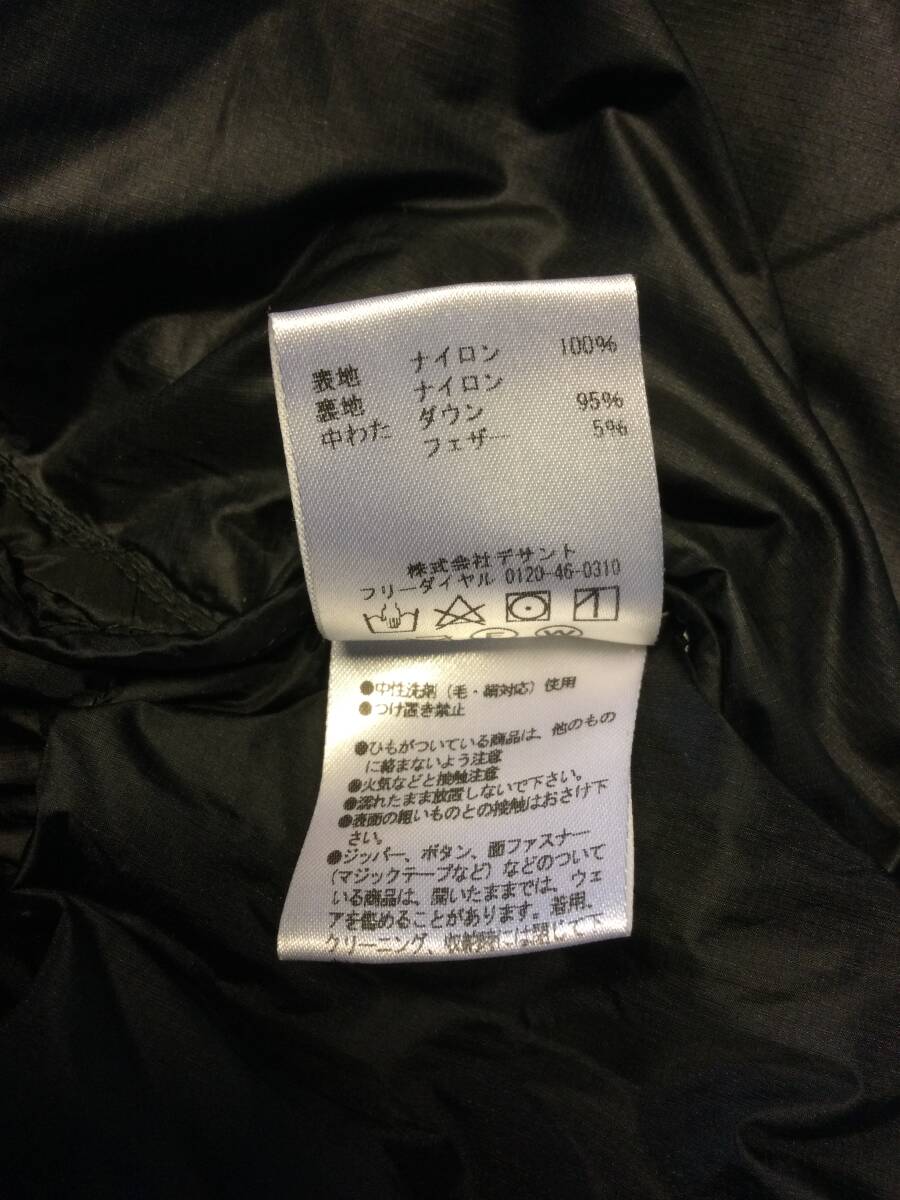 表地 ナイロン 100%
裏地 ナイロン
中わた ダウン 95%
フェザー 5%
株式会社デサント
フリーダイヤル 0120-46-0310
●中性洗剤（毛・絹対応）使用
●つけ置き禁止
●ひもがついている商品は、他のもの
に絡まないよう注意
●火気などと接触注意
●濡れたまま放置しないで下さい。
●表面の粗いものとの接触はおさけ下
さい。
●ジッパー、ボタン、面ファスナー
(マジックテープなど）などのついて
いる商品は、開いたままでは、ウェ
アを傷めることがあります。着用、
クリーニング、収納時には閉じて下